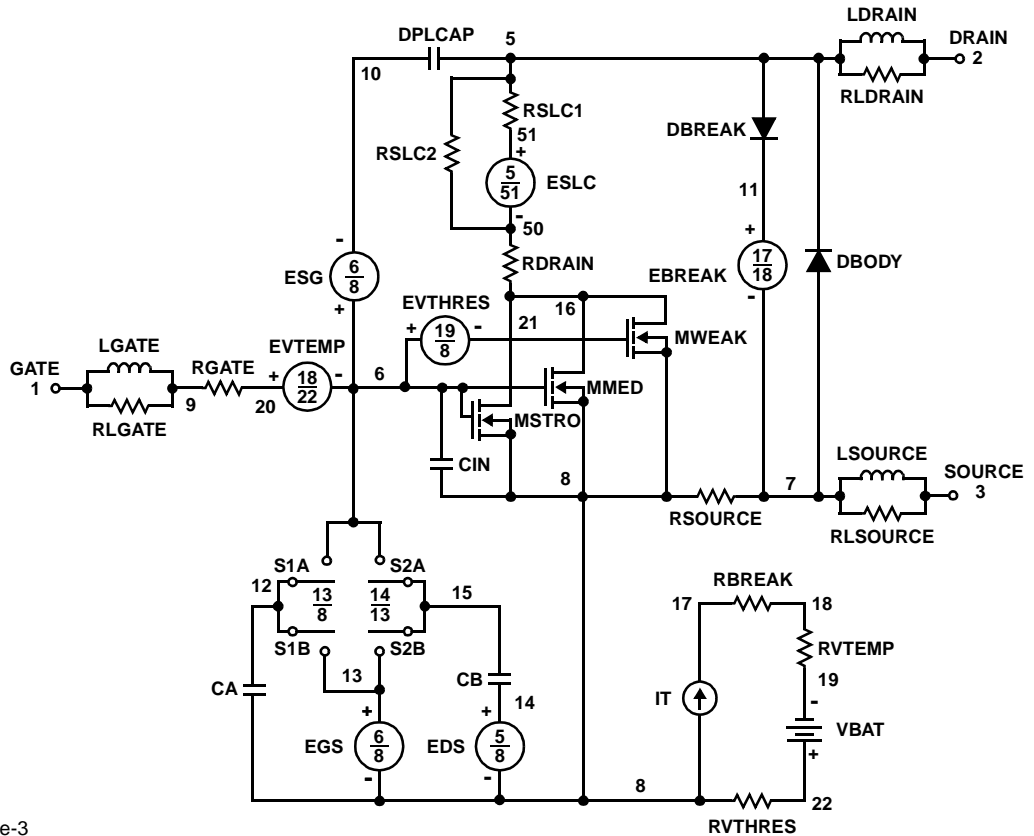 LDRAIN
DPLCAP
5
DRAIN
2
10
RLDRAIN
RSLC1
51
+
DBREAK
RSLC2
5
51
ESLC
11
-
50
+
-
RDRAIN
17
18
EBREAK
DBODY
6
8
ESG
+
EVTHRES
16
-
+
19
8
-
21
MWEAK
LGATE
EVTEMP
GATE
1
RGATE
+
18
22
-
6
MMED
9
20
MSTRO
RLGATE
LSOURCE
CIN
8
7
SOURCE
3
RSOURCE
RLSOURCE
S1A
S2A
12
13
8
14
13
15
RBREAK
17
18
S1B
S2B
RVTEMP
13
CB
19
CA
14
IT
-
+
+
VBAT
EGS
6
8
EDS
5
8
+
-
-
8
22
RVTHRES
e-3